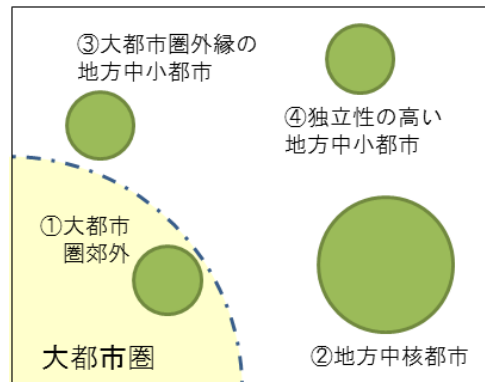 ③大都市圏外縁の
地方中小都市
④独立性の高い
地方中小都市
①大都市
圏郊外
大都市圏
②地方中核都市